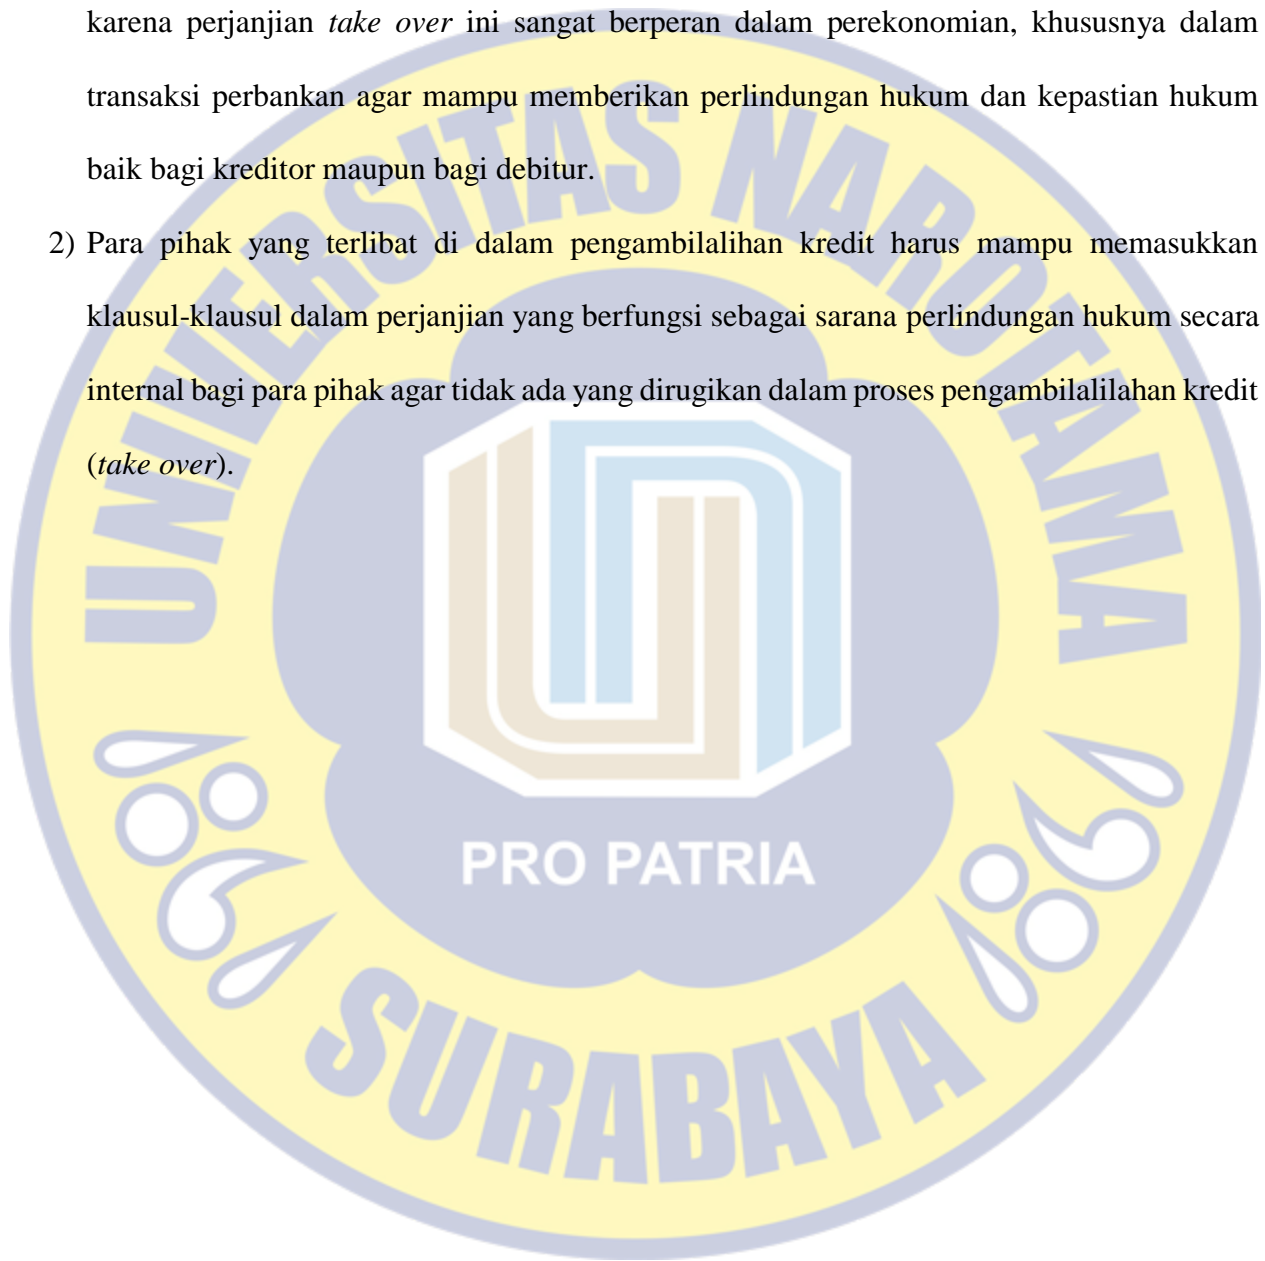 karena perjanjian take over ini sangat berperan dalam perekonomian, khususnya dalam
transaksi perbankan agar mampu memberikan perlindungan hukum dan kepastian hukum
baik bagi kreditor maupun bagi debitur.
2) Para pihak yang terlibat di dalam pengambilalihan kredit harus mampu memasukkan
klausul-klausul dalam perjanjian yang berfungsi sebagai sarana perlindungan hukum secara
internal bagi para pihak agar tidak ada yang dirugikan dalam proses pengambilalilahan kredit
(take over).
UNIVERSITAS NAROTAMA
PRO PATRIA
SURABAYA